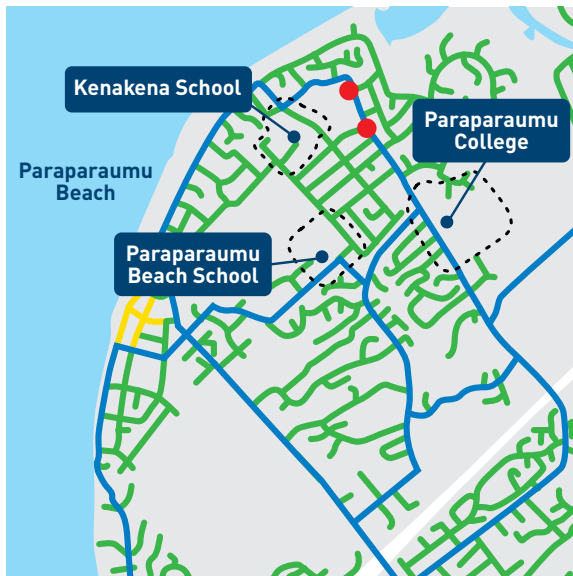 Kenakena School
Paraparaumu
College
Paraparaumu
Beach
Paraparaumu
Beach School